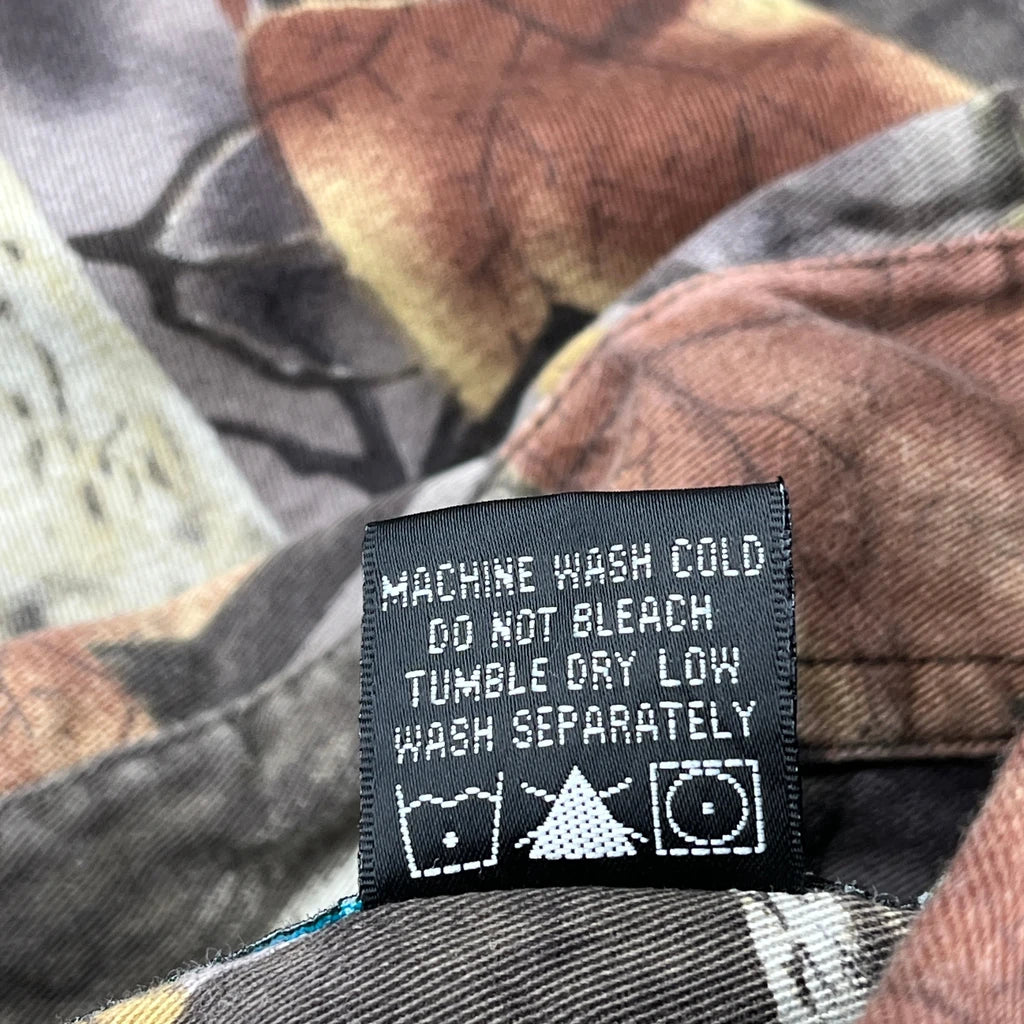 MACHINE WASH COLD
DO NOT BLEACH
TUMBLE DRY LOW
WASH SEPARATELY